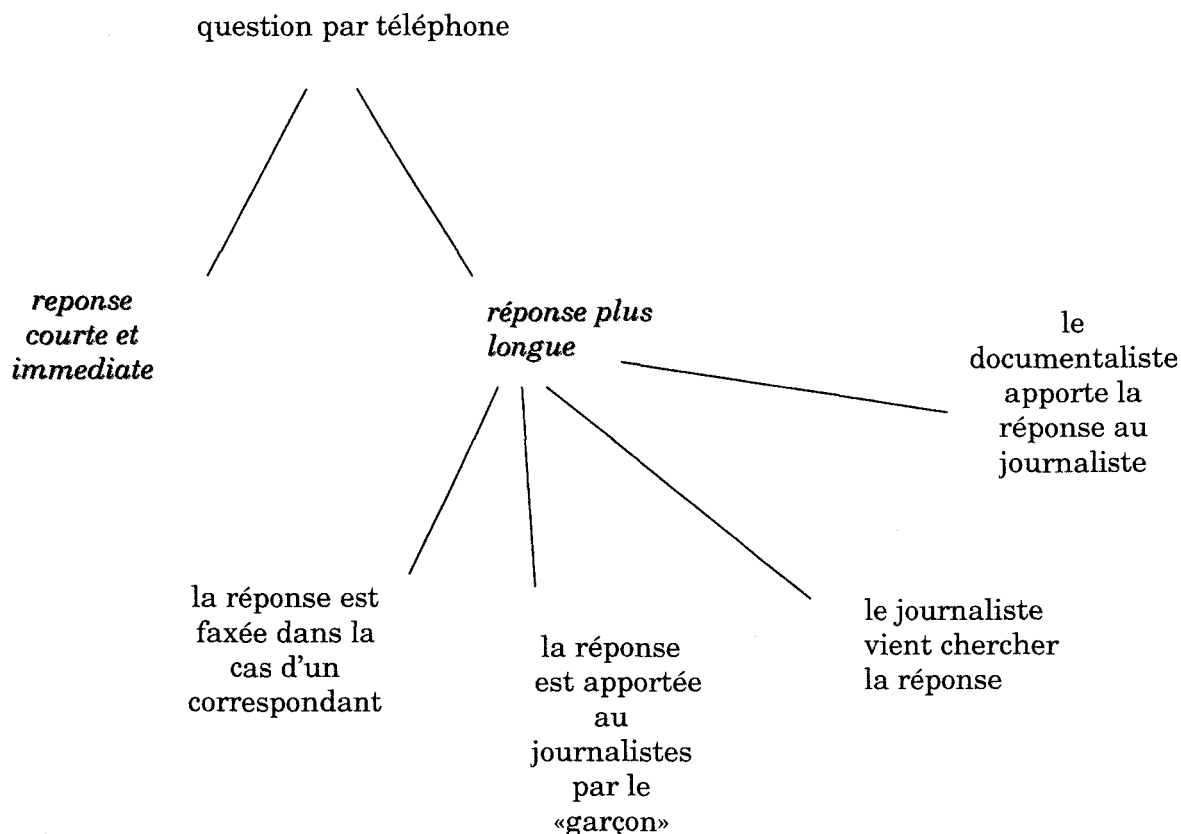 question par téléphone
reponse
courte et
immediate
réponse plus
longue
le
documentaliste
apporte la
réponse au
journaliste
la réponse est
faxée dans la
cas d'un
correspondant
la réponse
est apportée
au
journalistes
par le
«garçon»
le journaliste
vient chercher
la réponse